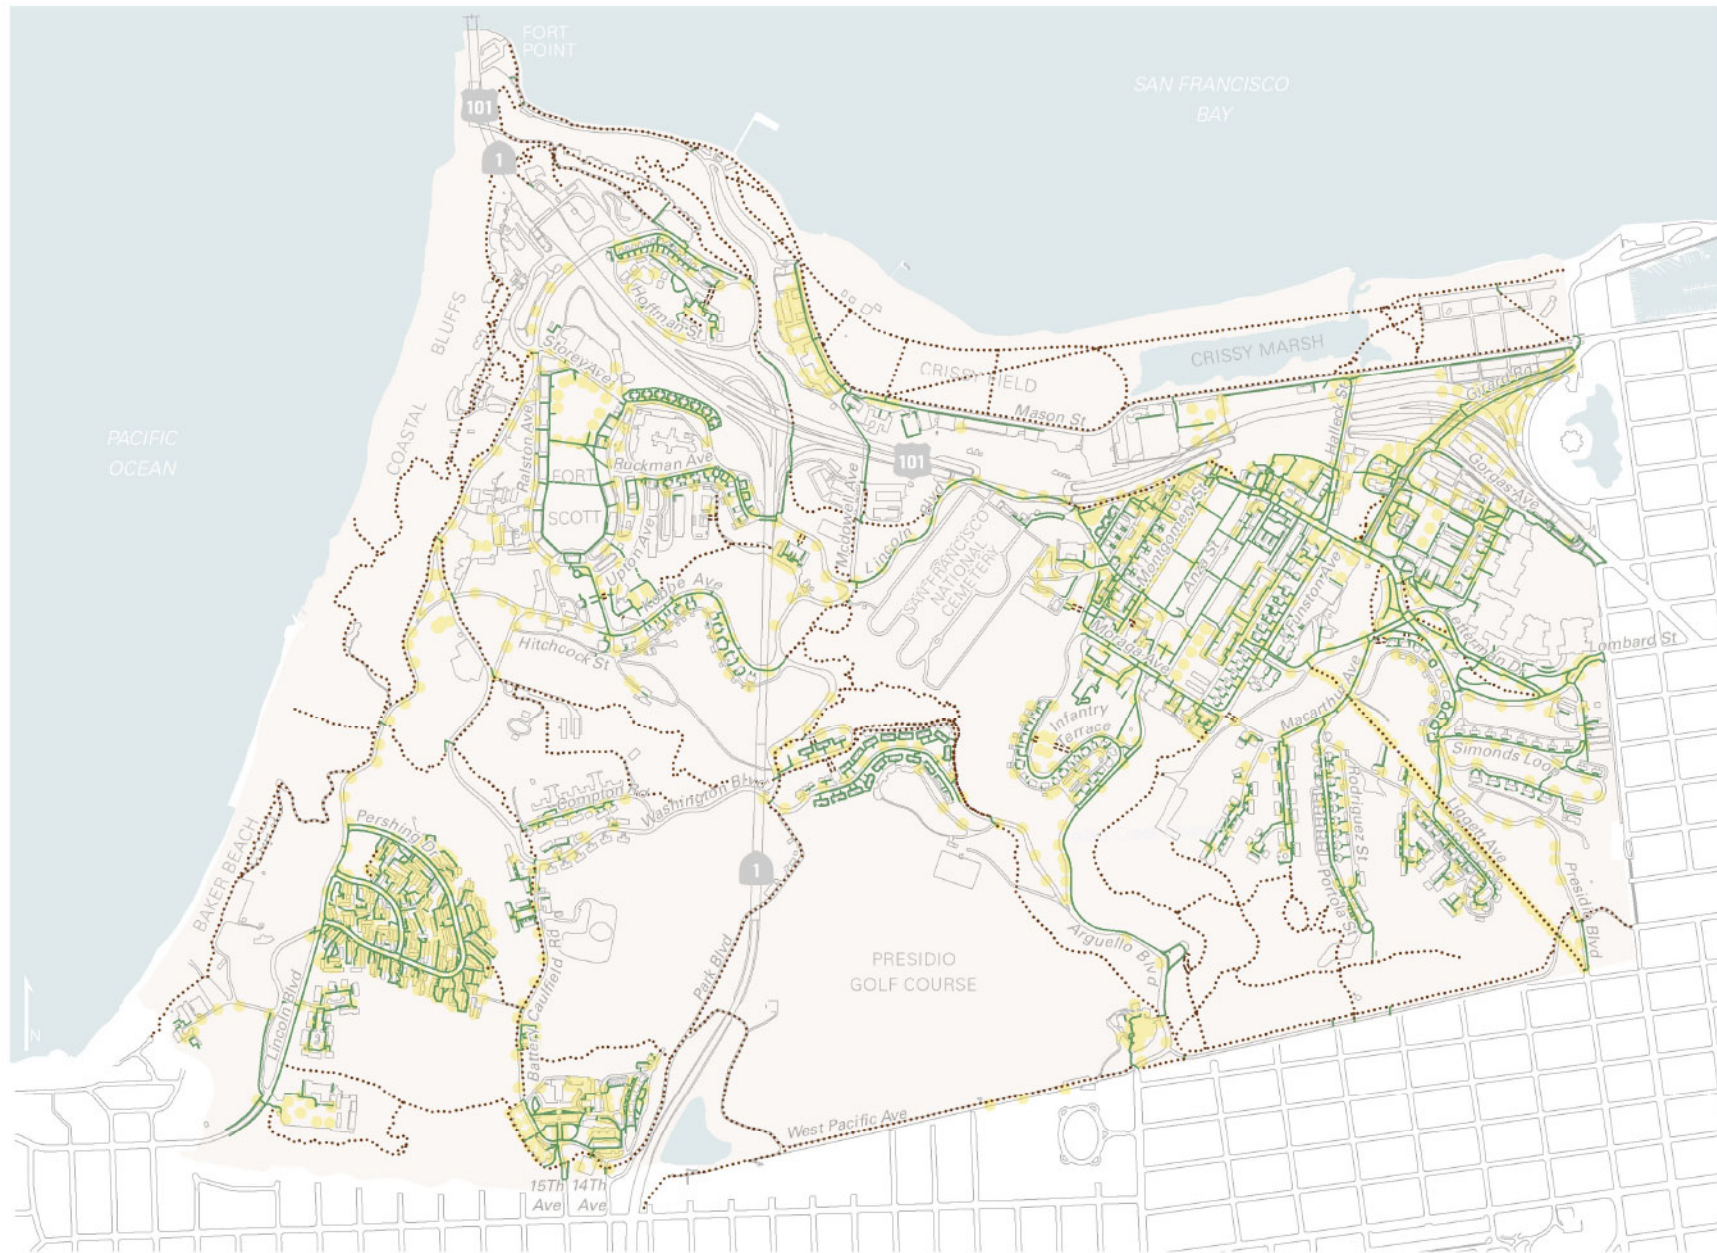 FORT
POINT
SAN FRANCISCO
BAY
101
1
COASTAL BLUFFS
Hoffman St
Storey Ave
CRISSY FIELD
CRISSY MARSH
Mason St
Girard Rd
Halleck St
PACIFIC
OCEAN
Ralston Ave
101
Gorgas Ave
Ruckman Ave
FORT
SCOTT
Mcdowell Ave
Lincoln Blvd
SAN FRANCISCO
NATIONAL
CEMETERY
Montgomery St
Anza St
Funston Ave
Upton Ave
Kobbe Ave
Hitchcock St
Moraga Ave
Letterman D
Lombard St
Macarthur Ave
Infantry
Terrace
Simonds Loo
Washington Blvd
Compton Rd
Rodriguez St
Liggett Ave
Pershing D
BAKER BEACH
1
Portola St
Presidio Blvd
Battery Caulfield Rd
Park Blvd
Arguello Blvd
PRESIDIO
GOLF COURSE
Lincoln Blvd
3
N
West Pacific Ave
15Th
Ave
14Th
Ave